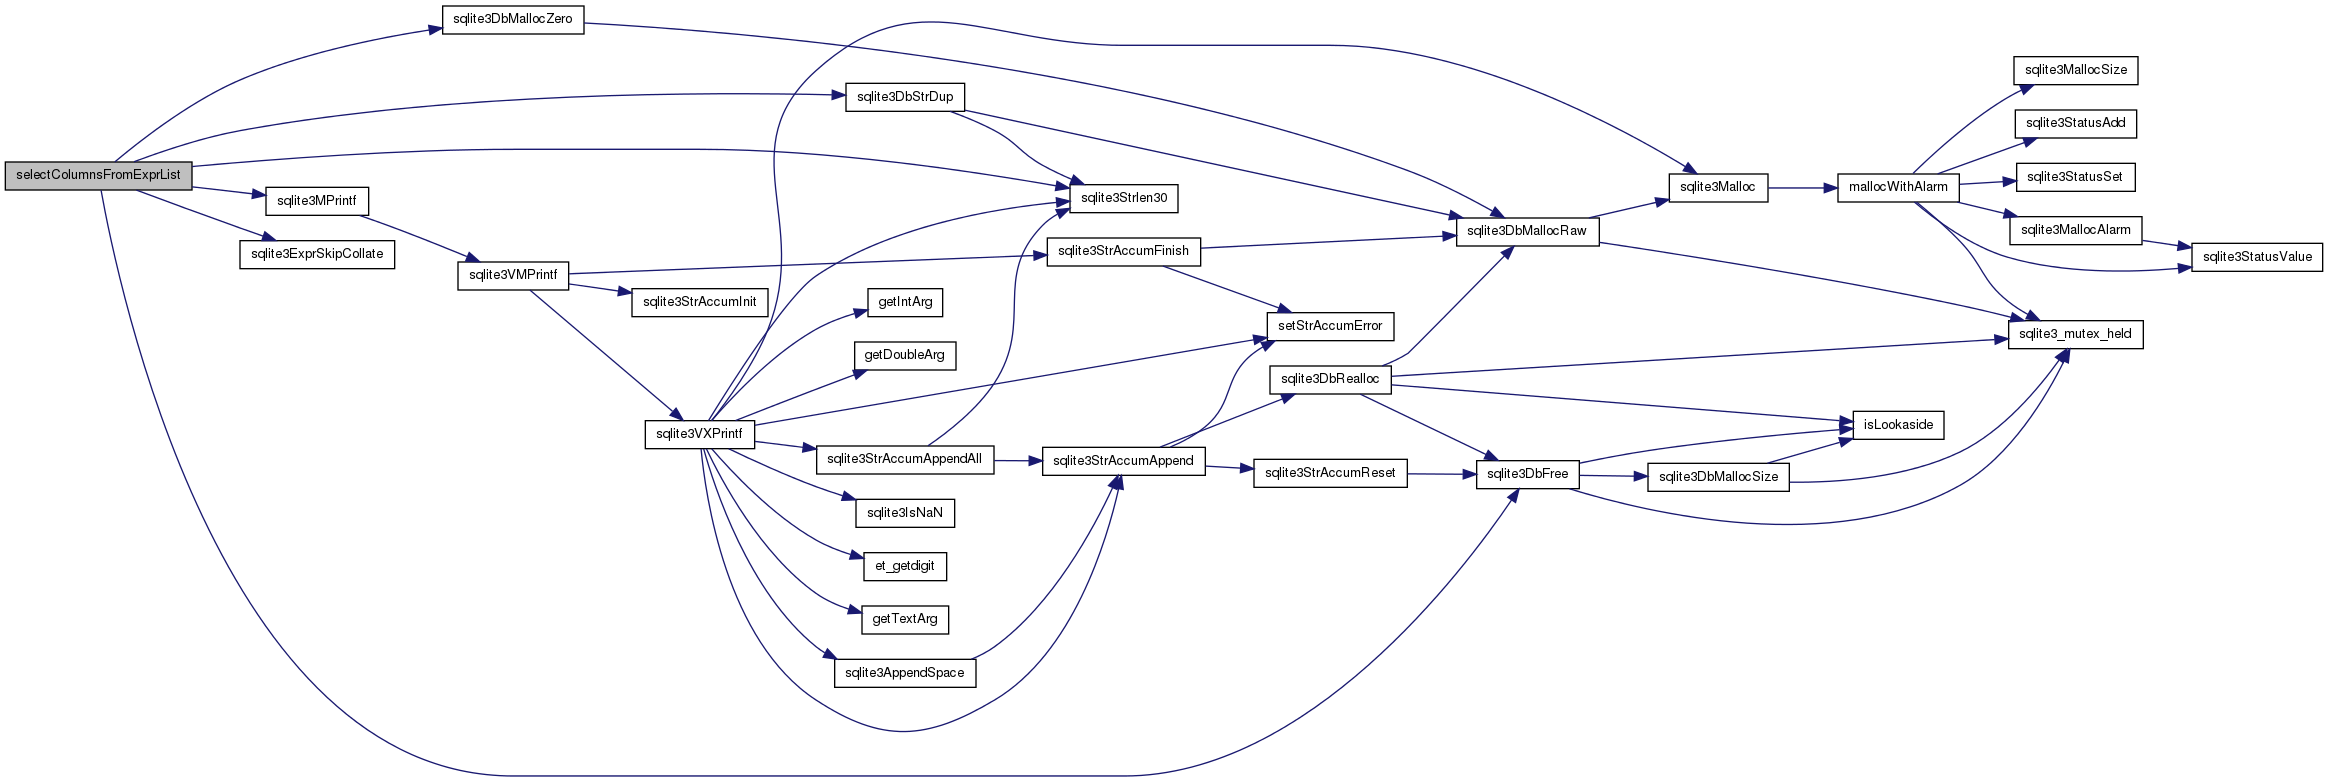 selectColumnsFromExprList
sqlite3DbMallocZero
sqlite3DbStrDup
sqlite3MPrintf
sqlite3ExprSkipCollate
sqlite3VMPrintf
sqlite3StrAccumInit
sqlite3VXPrintf
getIntArg
getDoubleArg
sqlite3StrAccumAppendAll
sqlite3IsNaN
et_getdigit
getTextArg
sqlite3AppendSpace
sqlite3Strlen30
sqlite3StrAccumFinish
sqlite3StrAccumAppend
setStrAccumError
sqlite3DbRealloc
sqlite3StrAccumReset
sqlite3DbMallocRaw
sqlite3DbFree
sqlite3Malloc
sqlite3DbMallocSize
mallocWithAlarm
isLookaside
sqlite3MallocSize
sqlite3StatusAdd
sqlite3StatusSet
sqlite3MallocAlarm
sqlite3StatusValue
sqlite3_mutex_held